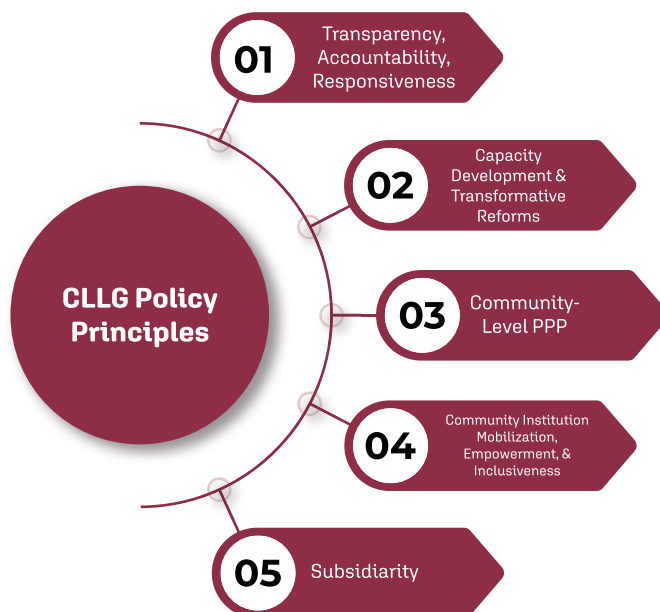 01
Transparency,
Accountability,
Responsiveness
02
Capacity
Development &
Transformative
Reforms
CLLG Policy
Principles
03
Community-
Level PPP
04
Community Institution
Mobilization,
Empowerment, &
Inclusiveness
05
Subsidiarity